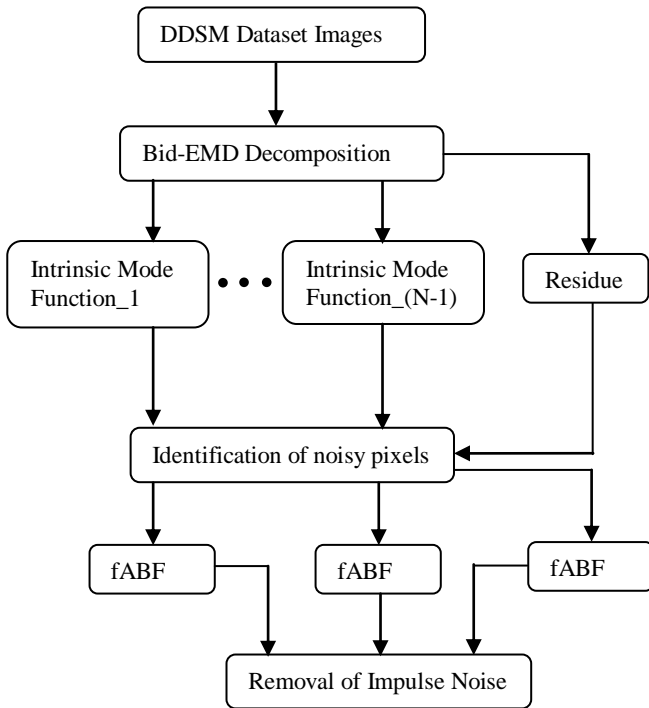 DDSM Dataset Images
Bid-EMD Decomposition
Intrinsic Mode
Function_1
Intrinsic Mode
Function_(N-1)
Residue
Identification of noisy pixels
fABF
fABF
fABF
Removal of Impulse Noise